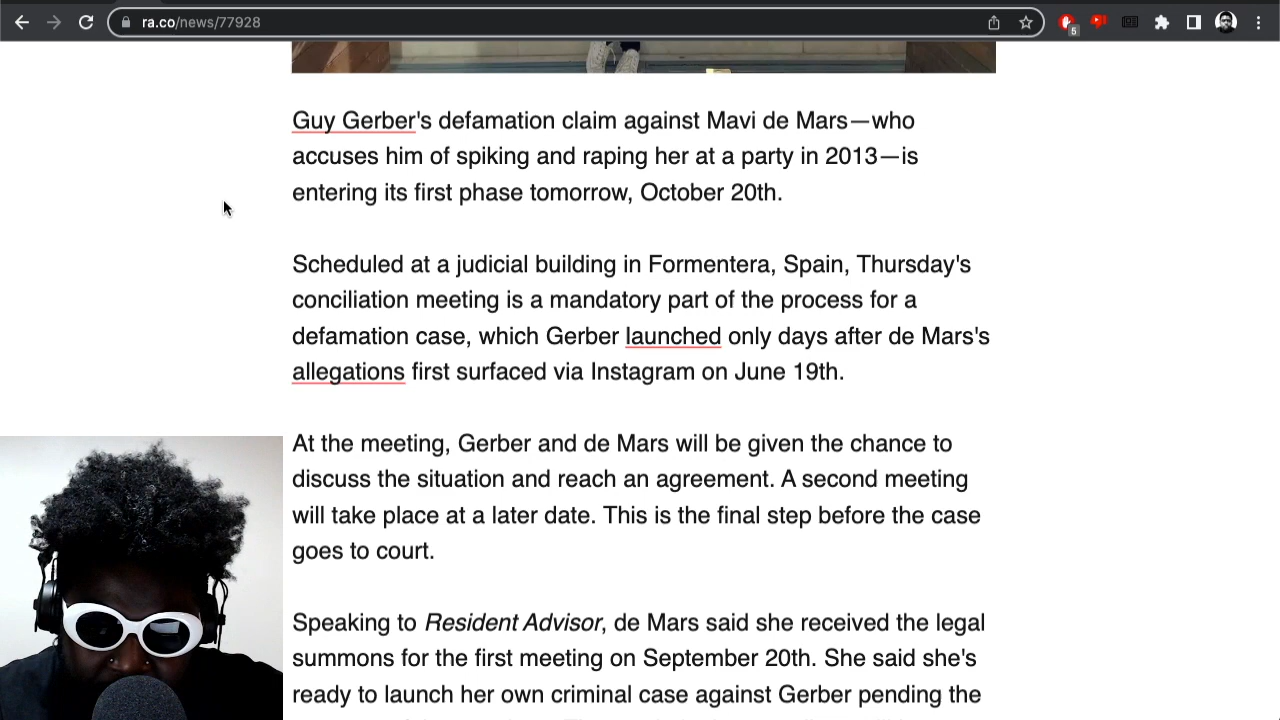 ra.co/news/77928
5
Guy Gerber's defamation claim against Mavi de Mars—who
accuses him of spiking and raping her at a party in 2013—is
entering its first phase tomorrow, October 20th.
Scheduled at a judicial building in Formentera, Spain, Thursday's
conciliation meeting is a mandatory part of the process for a
defamation case, which Gerber launched only days after de Mars's
allegations first surfaced via Instagram on June 19th.
At the meeting, Gerber and de Mars will be given the chance to
discuss the situation and reach an agreement. A second meeting
will take place at a later date. This is the final step before the case
goes to court.
Speaking to Resident Advisor, de Mars said she received the legal
summons for the first meeting on September 20th. She said she's
ready to launch her own criminal case against Gerber pending the